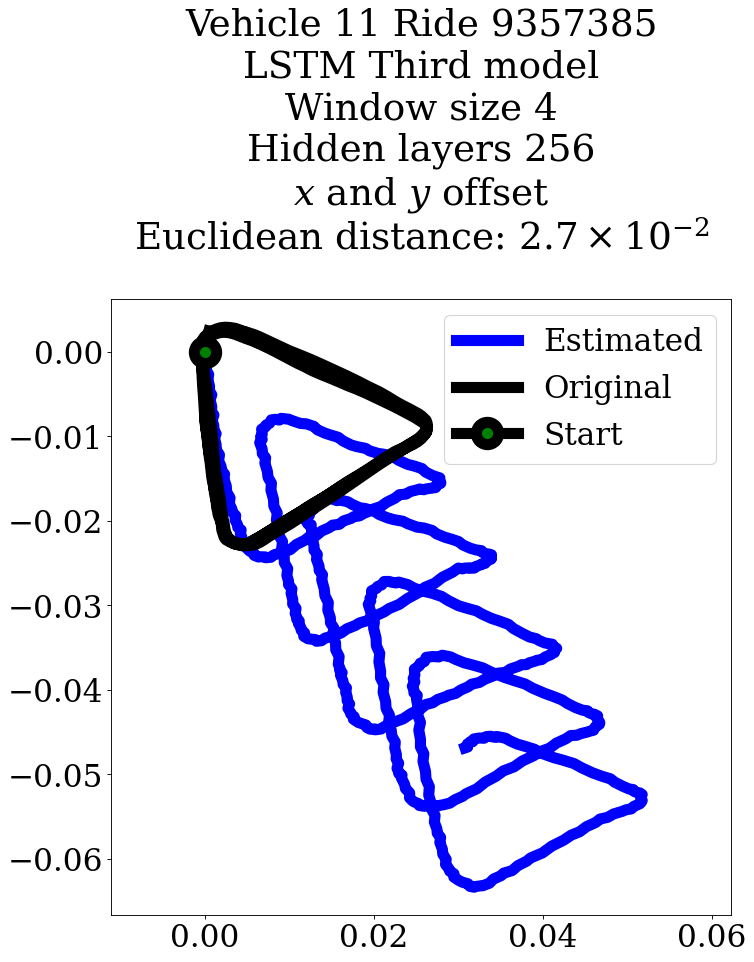 Vehicle 11 Ride 9357385
LSTM Third model
Window size 4
Hidden layers 256
x and y offset
Euclidean distance: 2.7 × 10⁻²
Estimated
Original
Start
0.00
−0.01
−0.02
−0.03
−0.04
−0.05
−0.06
0.00 0.02 0.04 0.06